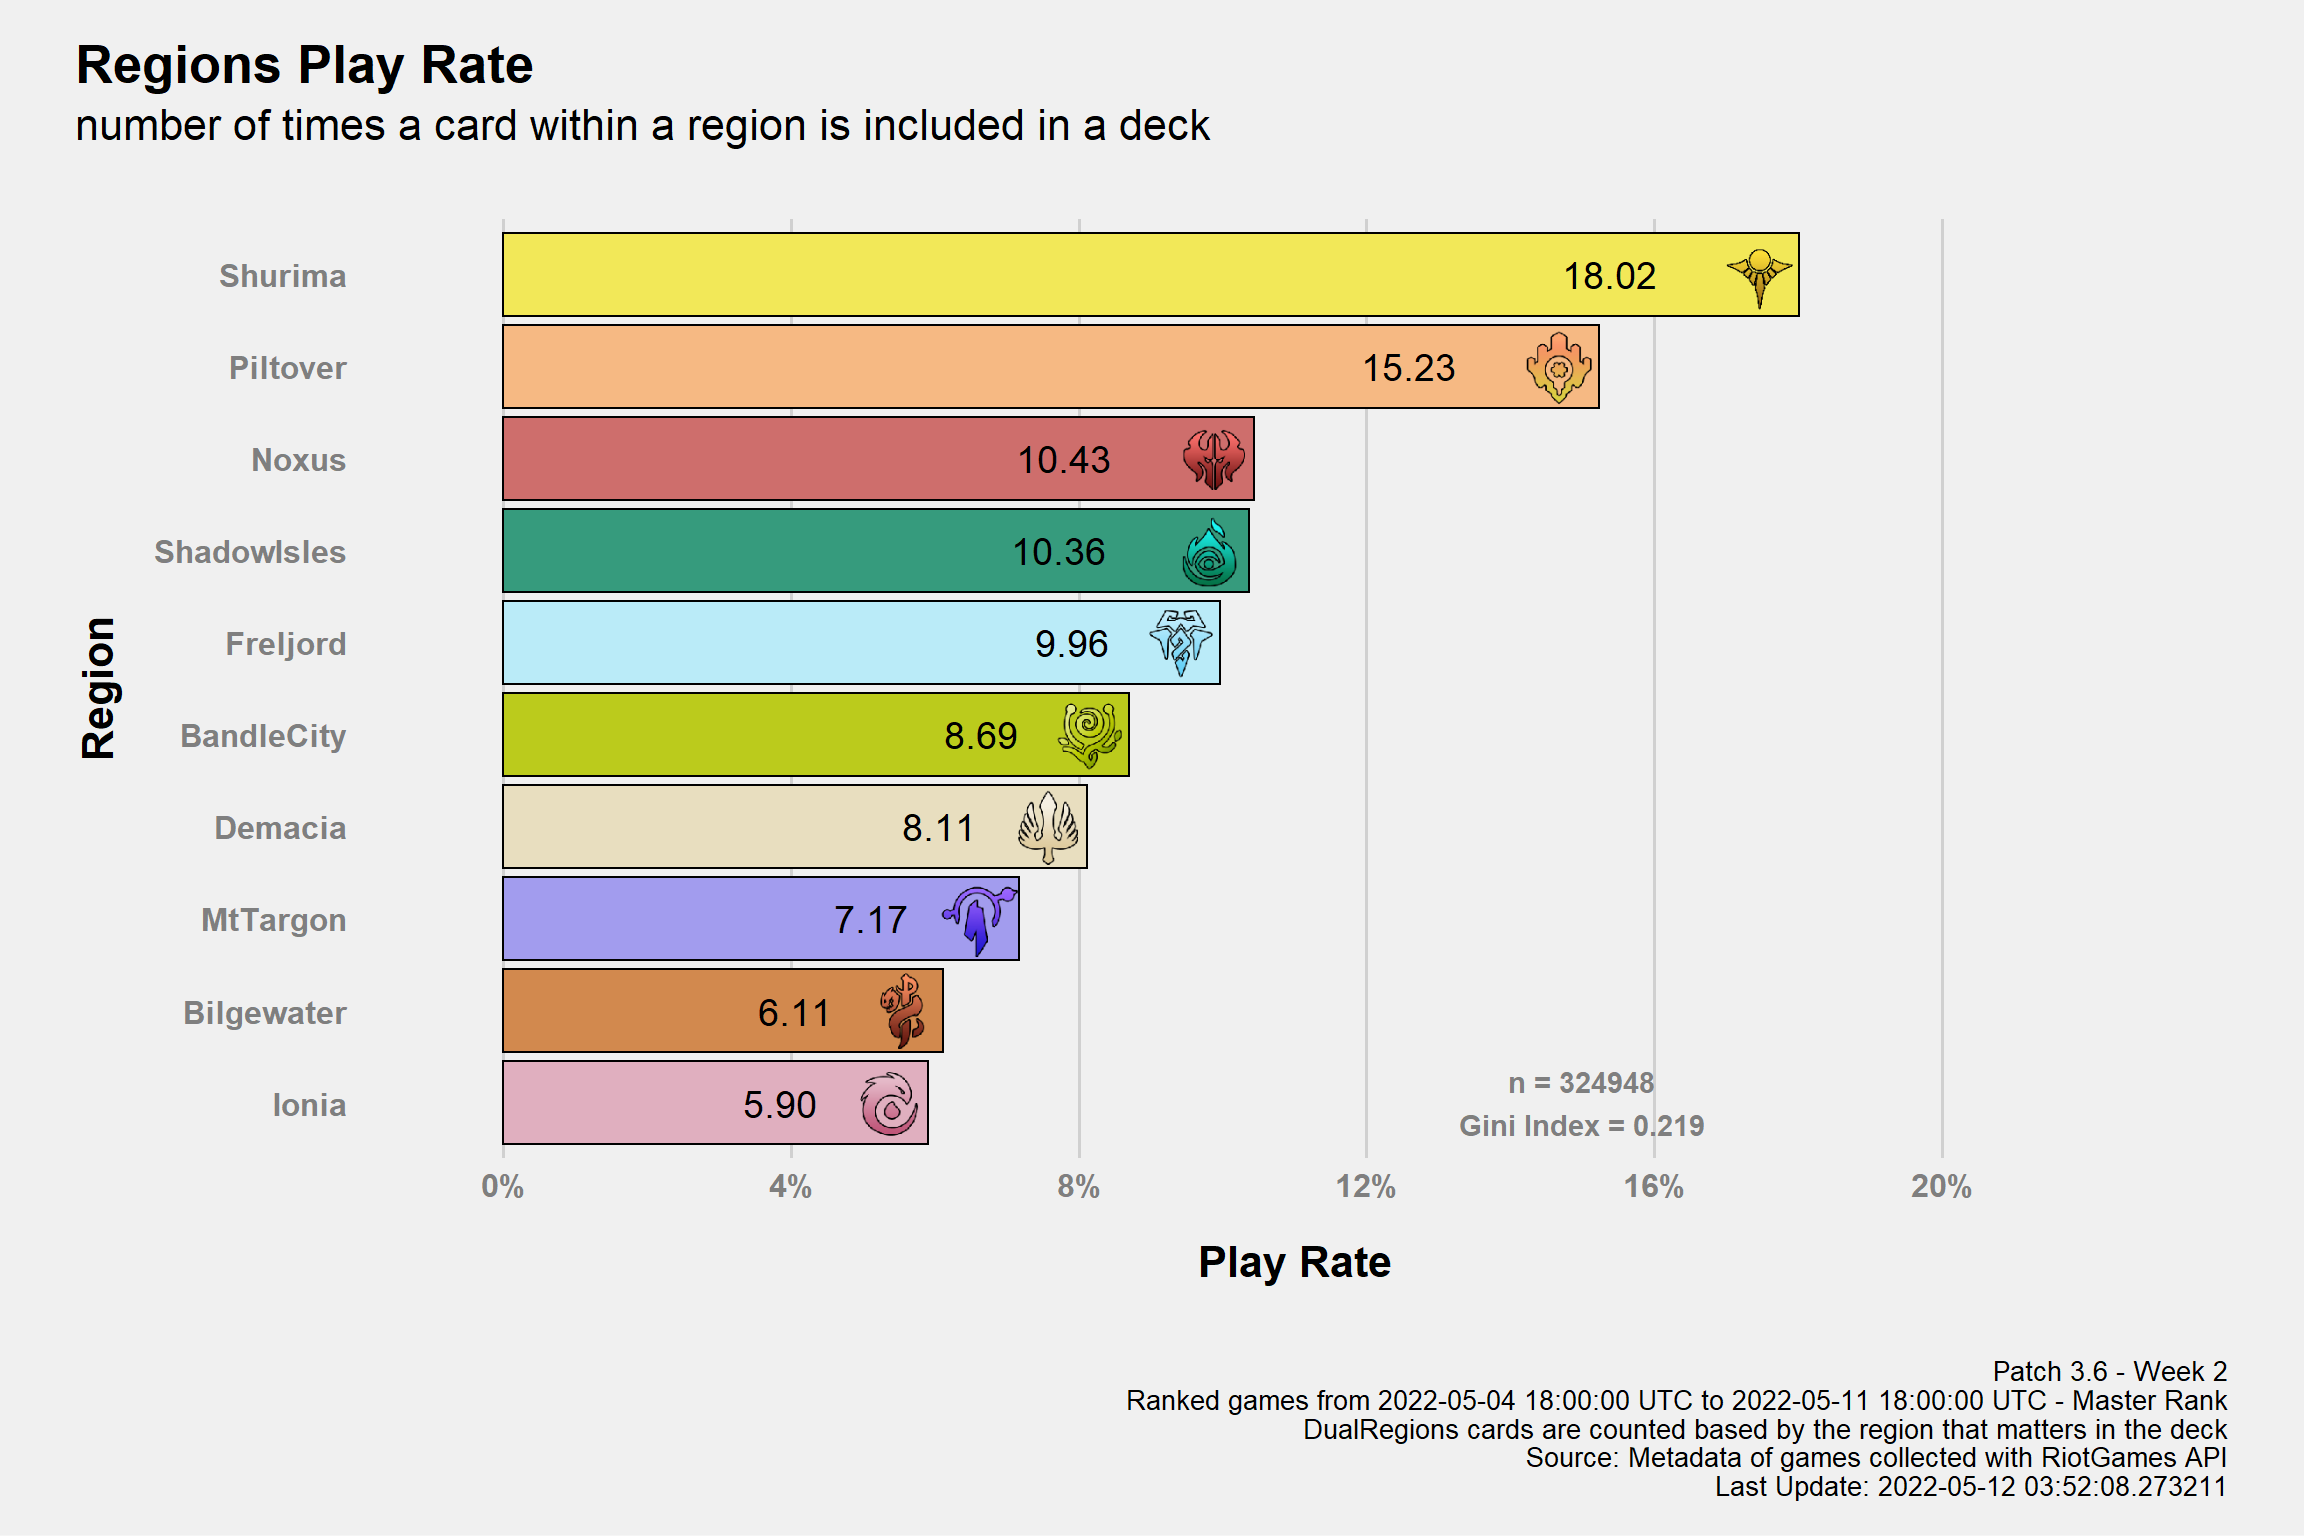 Regions Play Rate
number of times a card within a region is included in a deck
Shurima
18.02
Piltover
15.23
Noxus
10.43
ShadowIsles
10.36
Freljord
9.96
BandleCity
8.69
Demacia
8.11
MtTargon
7.17
Bilgewater
6.11
Ionia
5.90
Region
n = 324948
Gini Index = 0.219
0% 4% 8% 12% 16% 20%
Play Rate
Patch 3.6 - Week 2
Ranked games from 2022-05-04 18:00:00 UTC to 2022-05-11 18:00:00 UTC - Master Rank
DualRegions cards are counted based by the region that matters in the deck
Source: Metadata of games collected with RiotGames API
Last Update: 2022-05-12 03:52:08.273211